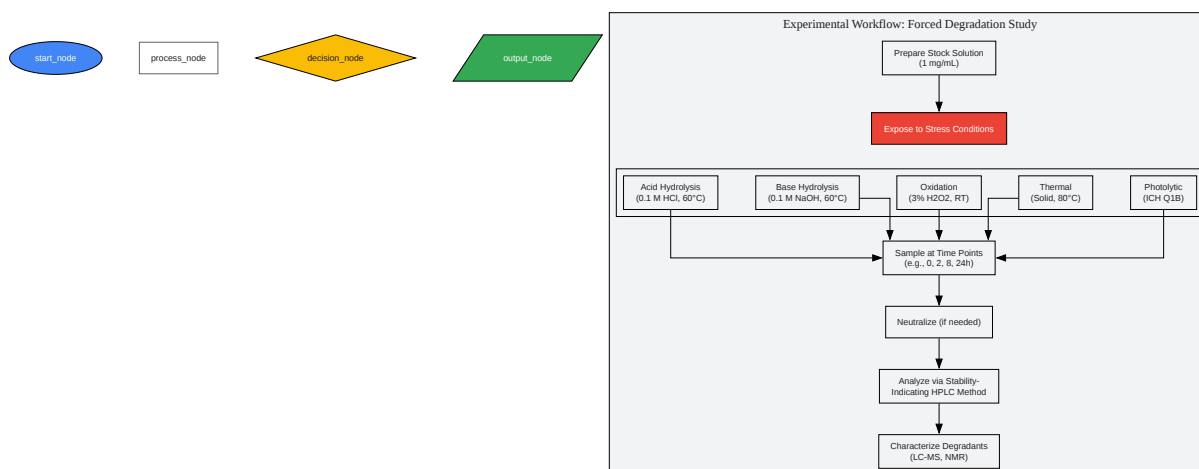 start_node
process_node
decision_node
output_node
Experimental Workflow: Forced Degradation Study
Prepare Stock Solution
(1 mg/mL)
Expose to Stress Conditions
Acid Hydrolysis
(0.1 M HCl, 60°C)
Base Hydrolysis
(0.1 M NaOH, 60°C)
Oxidation
(3% H2O2, RT)
Thermal
(Solid, 80°C)
Photolytic
(ICH Q1B)
Sample at Time Points
(e.g., 0, 2, 8, 24h)
Neutralize (if needed)
Analyze via Stability-
Indicating HPLC Method
Characterize Degradants
(LC-MS, NMR)